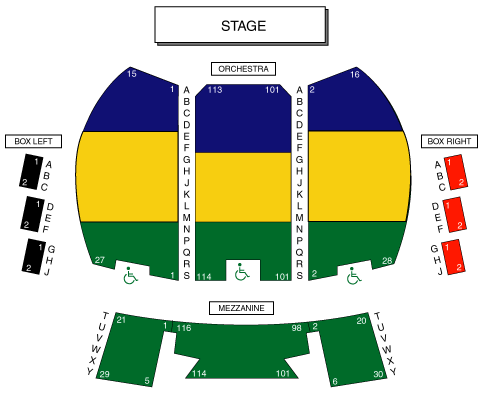 STAGE
ORCHESTRA
15 1 A 113 101 A 2 16
B B
C C
D D
E E
F F
BOX LEFT G G BOX RIGHT
1 A H H A 1
B J J B
2 C K K C 2
1 D L L D 1
E M M E
2 F N N F 2
1 G P P G 1
H Q Q H
2 J R R J 2
27 1 S 114 101 S 2 28
MEZZANINE
T 21 1 116 98 2 20 T
U U
V V
W W
X X
Y 29 5 114 101 6 30 Y